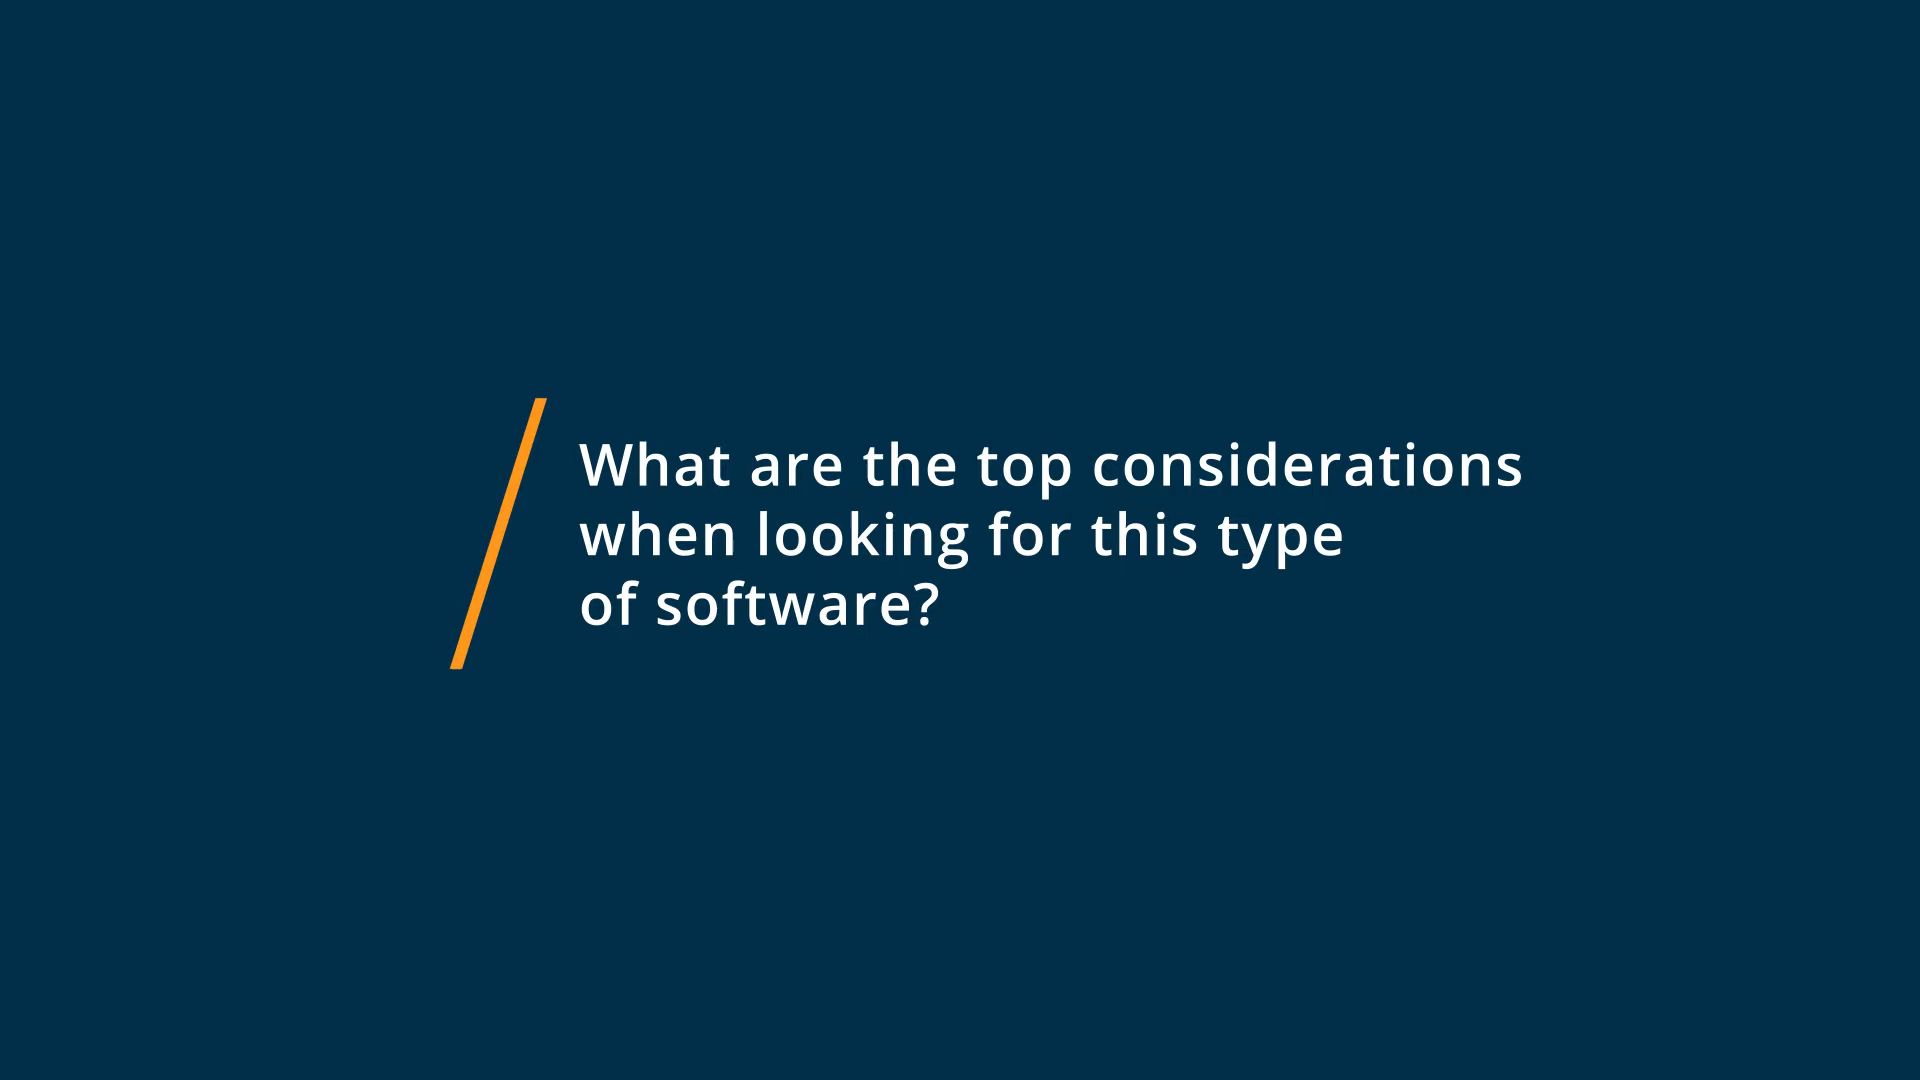 What are the top considerations
when looking for this type
of software?